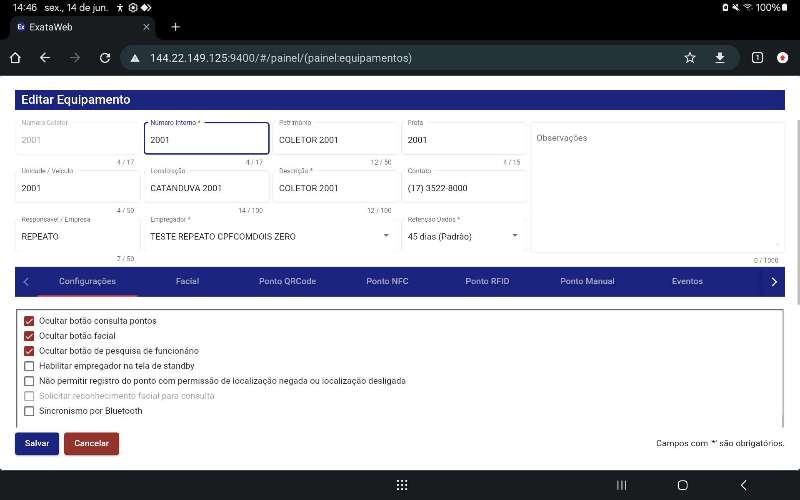 14:46 sex., 14 de jun. 100%
ExataWeb
144.22.149.125:9400/#/painel/(painel:equipamentos)
Editar Equipamento
Número Coletor Número Interno * Patrimônio Frota
2001 2001 COLETOR 2001 2001 Observações
4 / 17 4 / 17 12 / 50 4 / 15
Unidade / Veículo Localização Descrição * Contato
2001 CATANDUVA 2001 COLETOR 2001 (17) 3522-8000
4 / 50 14 / 100 12 / 100
Responsável / Empresa Empregador * Retenção Dados *
REPEATO TESTE REPEATO CPFCOMDOIS ZERO 45 dias (Padrão)
7 / 50 0 / 1000
Configurações Facial Ponto QRCode Ponto NFC Ponto RFID Ponto Manual Eventos
Ocultar botão consulta pontos
Ocultar botão facial
Ocultar botão de pesquisa de funcionário
Habilitar empregador na tela de standby
Não permitir registro do ponto com permissão de localização negada ou localização desligada
Solicitar reconhecimento facial para consulta
Sincronismo por Bluetooth
Salvar Cancelar Campos com '*' são obrigatórios.